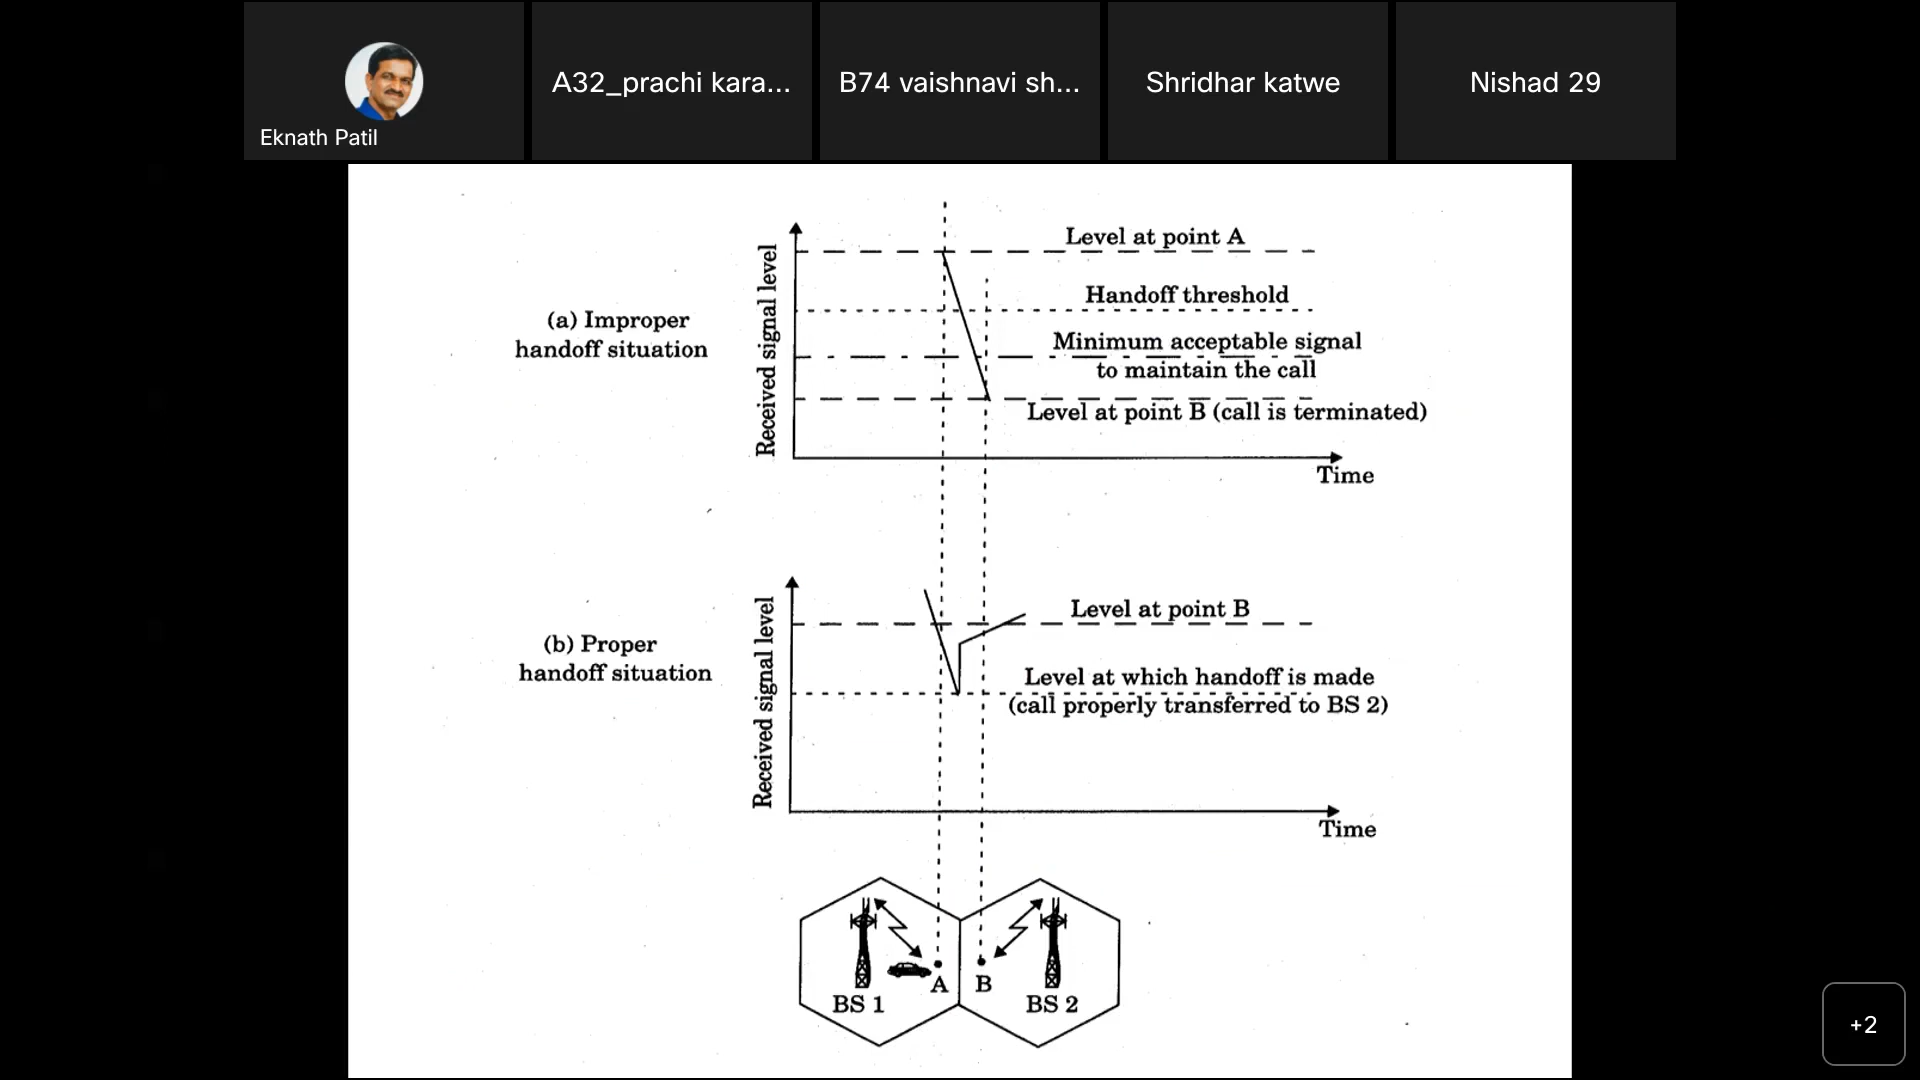 Eknath Patil
A32_prachi kara...
B74 vaishnavi sh...
Shridhar katwe
Nishad 29
(a) Improper
handoff situation
Received signal level
Level at point A
Handoff threshold
Minimum acceptable signal
to maintain the call
Level at point B (call is terminated)
Time
(b) Proper
handoff situation
Received signal level
Level at point B
Level at which handoff is made
(call properly transferred to BS 2)
Time
BS 1
A
B
BS 2
+2